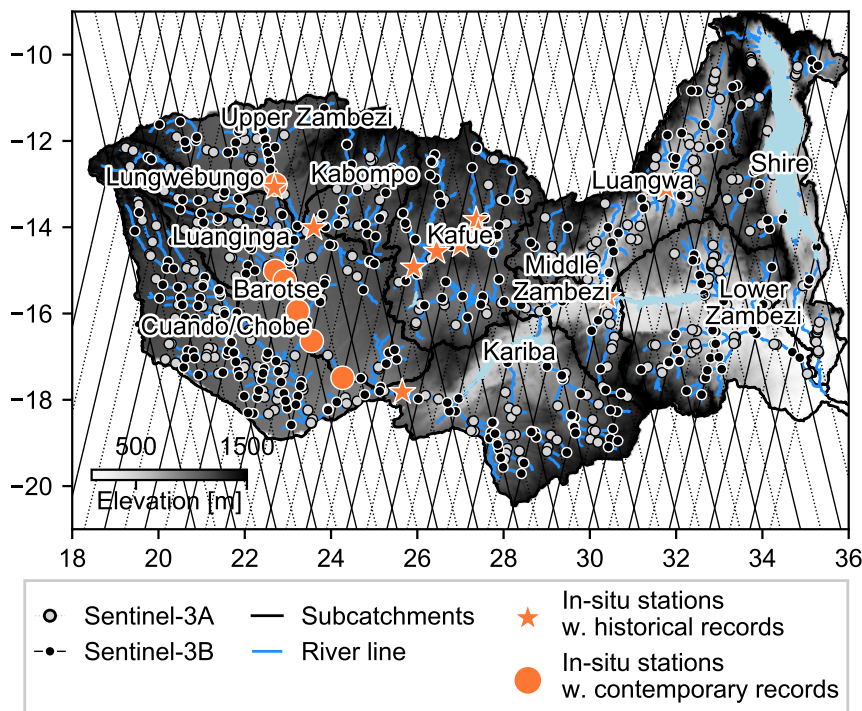 −10
−12
−14
−16
−18
−20
Upper Zambezi
Lungwebungo
Kabompo
Luangwa
Shire
Luanginga
Kafue
Barotse
Middle
Zambezi
Lower
Zambezi
Cuando/Chobe
Kariba
500 1500
Elevation [m]
18 20 22 24 26 28 30 32 34 36
Sentinel-3A
Sentinel-3B
Subcatchments
River line
In-situ stations
w. historical records
In-situ stations
w. contemporary records